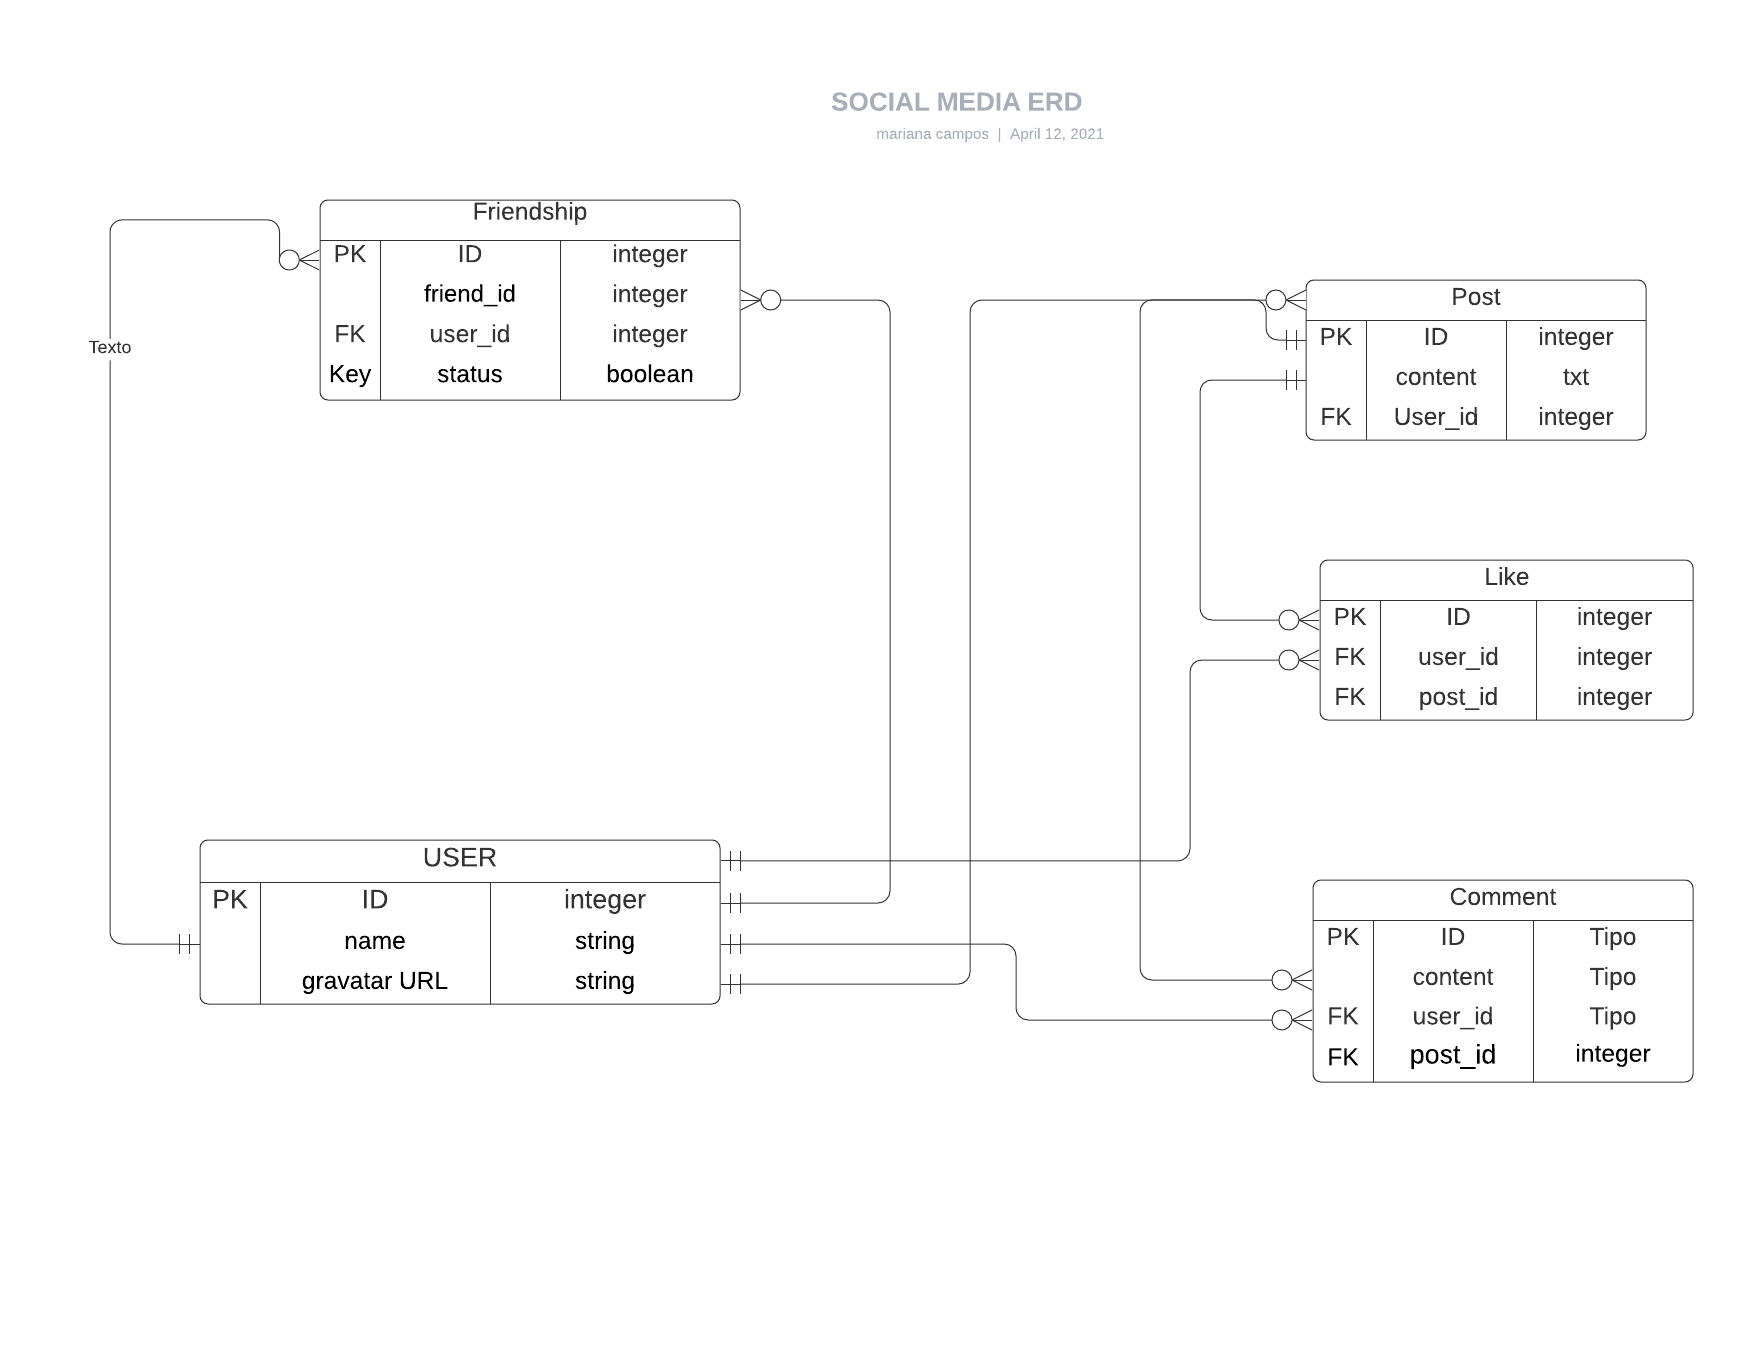 SOCIAL MEDIA ERD
mariana campos | April 12, 2021
Friendship
PK ID integer
friend_id integer
FK user_id integer
Key status boolean
Texto
Post
PK ID integer
content txt
FK User_id integer
Like
PK ID integer
FK user_id integer
FK post_id integer
USER
PK ID integer
name string
gravatar URL string
Comment
PK ID Tipo
content Tipo
FK user_id Tipo
FK post_id integer